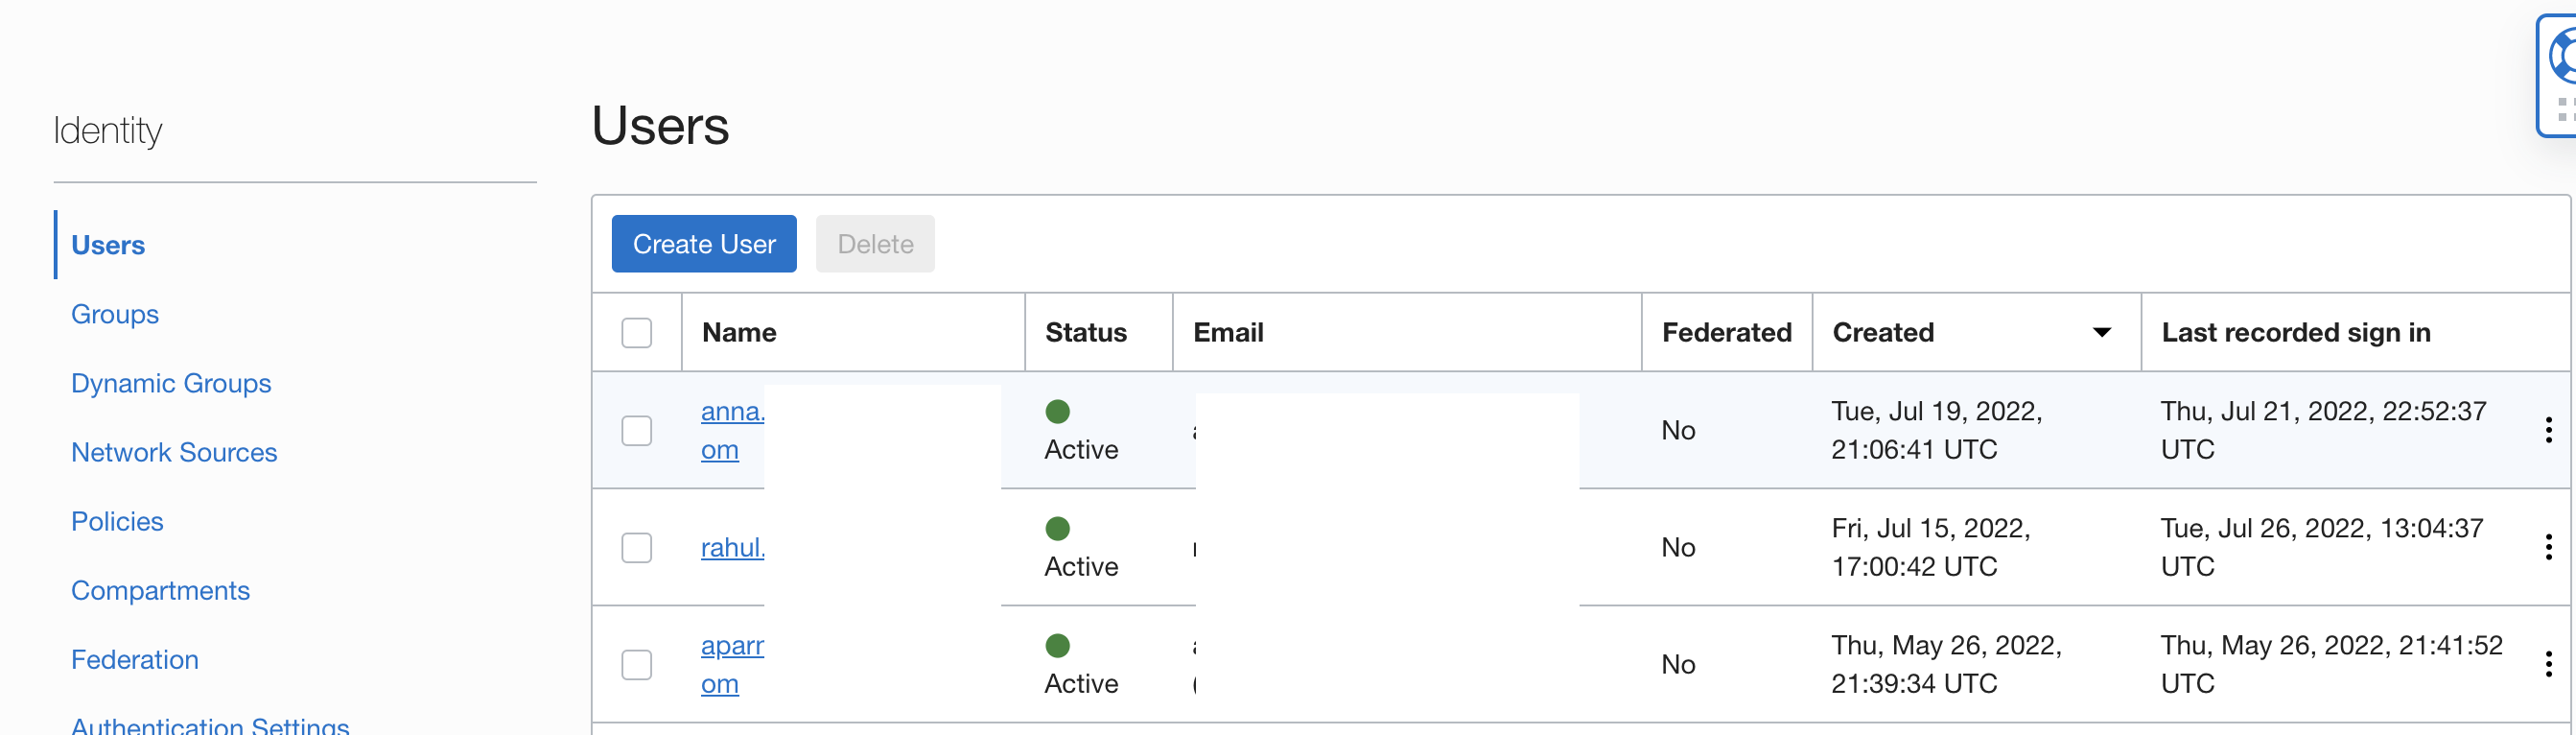 Identity
Users
Groups
Dynamic Groups
Network Sources
Policies
Compartments
Federation
Authentication Settings
Users
Create User Delete
Name Status Email Federated Created Last recorded sign in
anna.
om
Active
No
Tue, Jul 19, 2022,
21:06:41 UTC
Thu, Jul 21, 2022, 22:52:37
UTC
rahul.
Active
No
Fri, Jul 15, 2022,
17:00:42 UTC
Tue, Jul 26, 2022, 13:04:37
UTC
om
Active
No
Thu, May 26, 2022,
21:39:34 UTC
Thu, May 26, 2022, 21:41:52
UTC